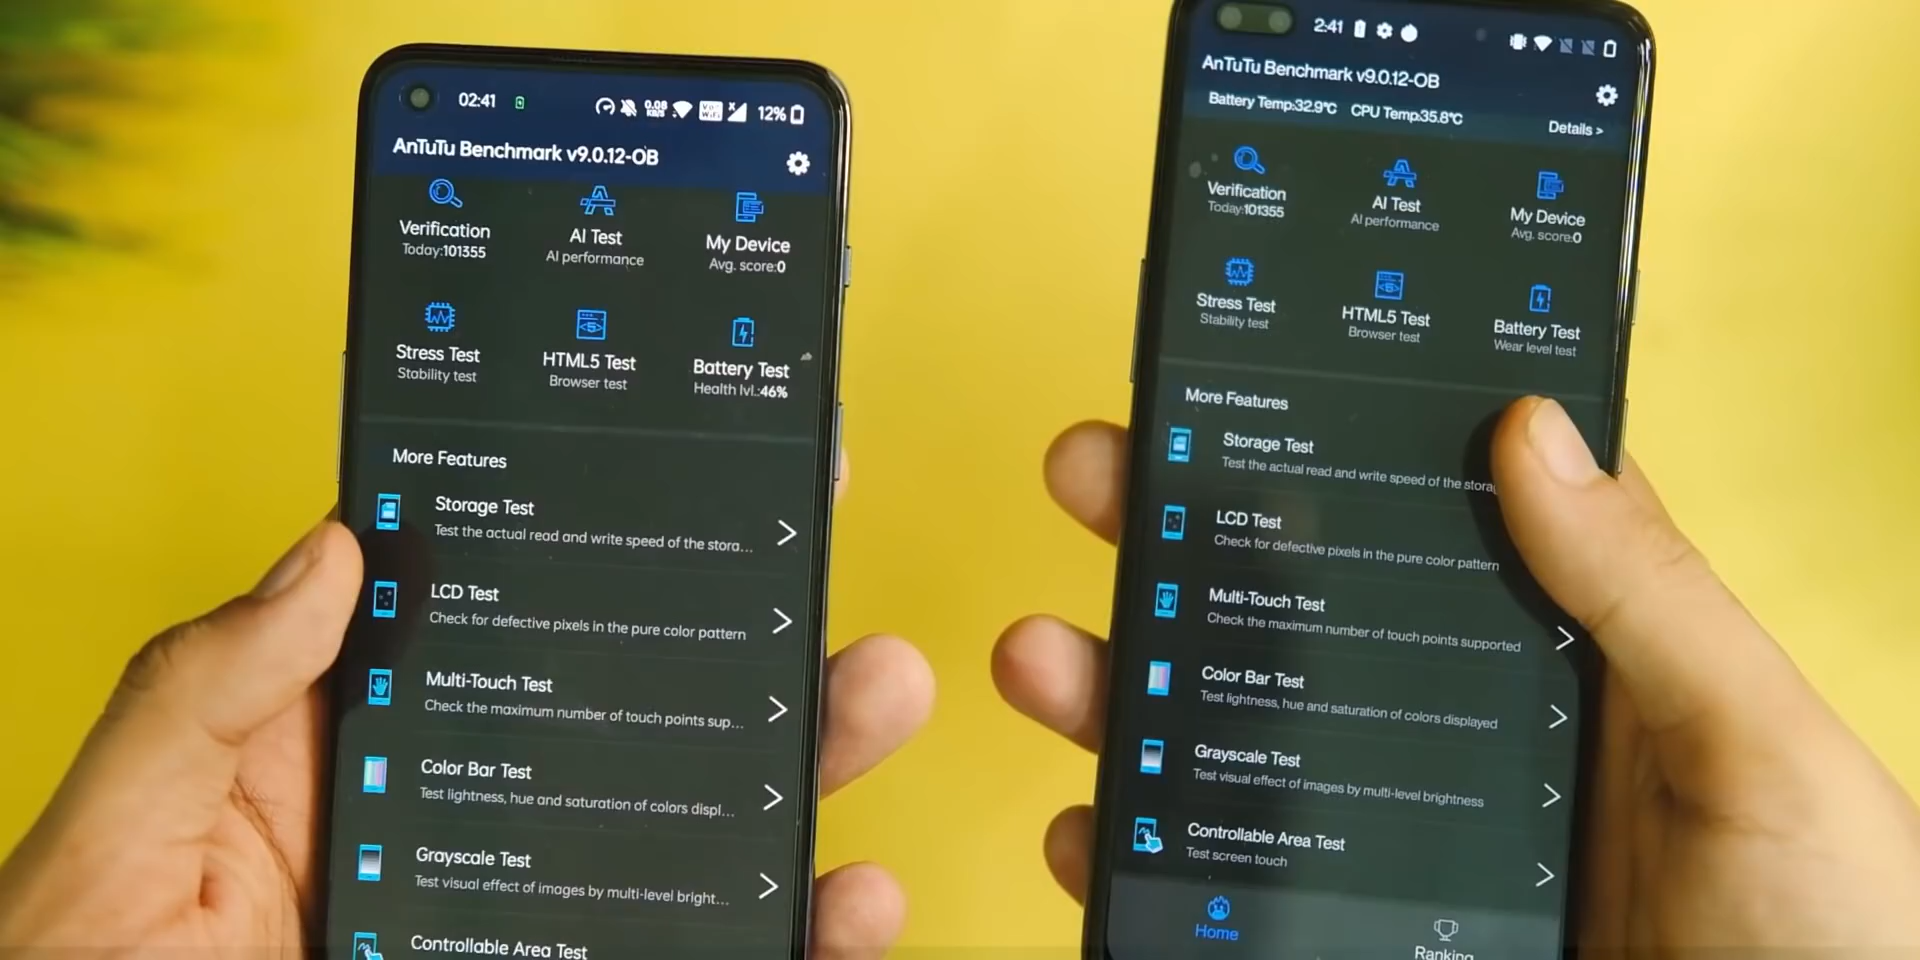 02:41
0.08
KB/S
Vo
WiFi
12%
AnTuTu Benchmark v9.0.12-OB
Verification
Today:101355
AI Test
AI performance
My Device
Avg. score:0
Stress Test
Stability test
HTML5 Test
Browser test
Battery Test
Health lvl.:46%
More Features
Storage Test
Test the actual read and write speed of the stora...
LCD Test
Check for defective pixels in the pure color pattern
Multi-Touch Test
Check the maximum number of touch points sup...
Color Bar Test
Test lightness, hue and saturation of colors displ...
Grayscale Test
Test visual effect of images by multi-level bright...
Controllable Area Test
2:41
AnTuTu Benchmark v9.0.12-OB
Battery Temp:32.9°C CPU Temp:35.8°C
Details >
Verification
Today:101355
AI Test
AI performance
My Device
Avg. score:0
Stress Test
Stability test
HTML5 Test
Browser test
Battery Test
Wear level test
More Features
Storage Test
Test the actual read and write speed of the stora
LCD Test
Check for defective pixels in the pure color pattern
Multi-Touch Test
Check the maximum number of touch points supported
Color Bar Test
Test lightness, hue and saturation of colors displayed
Grayscale Test
Test visual effect of images by multi-level brightness
Controllable Area Test
Test screen touch
Home
Ranking